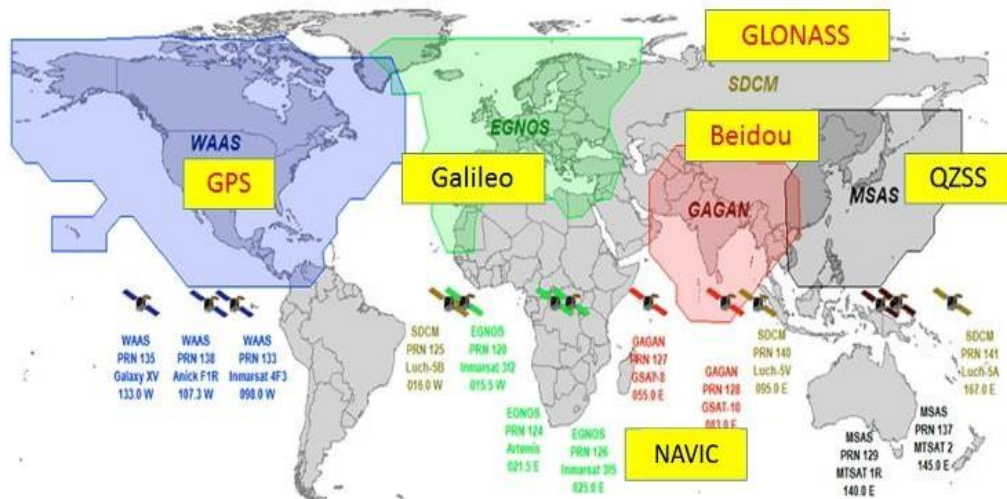 GLONASS
SDCM
Beidou
EGNOS
WAAS
GPS
Galileo
QZSS
MSAS
GAGAN
WAAS
PRN 135
Galaxy XV
133.0 W
WAAS
PRN 138
Anick F1R
107.3 W
WAAS
PRN 133
Inmarsat 4F3
098.0 W
SDCM
PRN 125
Luch-5B
016.0 W
EGNOS
PRN 120
Inmarsat 3f2
015.5 W
EGNOS
PRN 124
Artemis
021.5 E
EGNOS
PRN 126
Inmarsat 3f5
025.0 E
GAGAN
PRN 127
GSAT-8
055.0 E
GAGAN
PRN 128
GSAT-10
083.0 E
SDCM
PRN 140
Luch-5V
095.0 E
MSAS
PRN 129
MTSAT 1R
140.0 E
MSAS
PRN 137
MTSAT 2
145.0 E
SDCM
PRN 141
Luch-5A
167.0 E
NAVIC